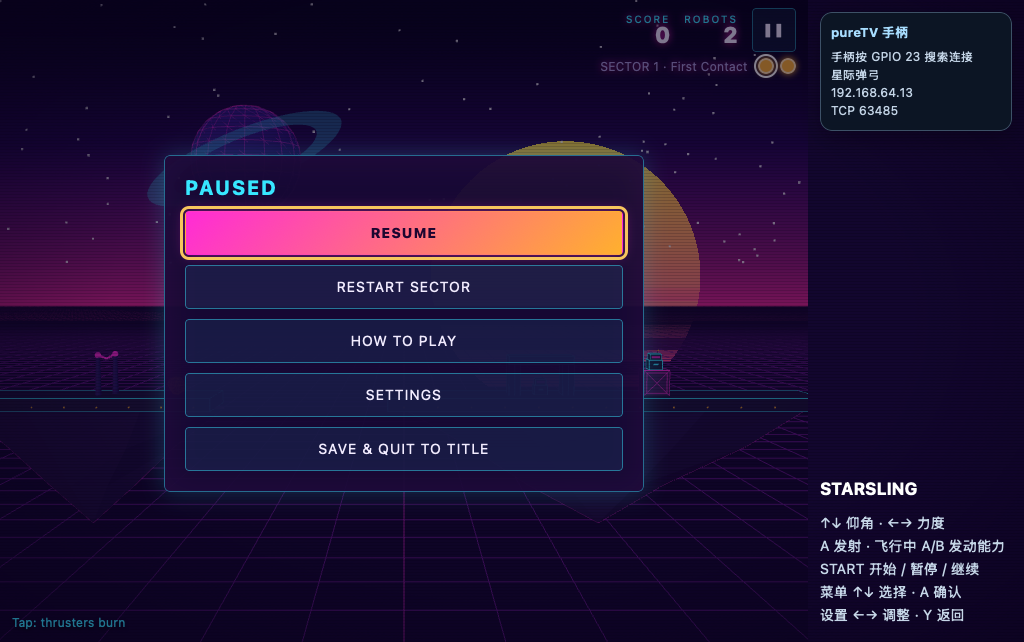 SCORE ROBOTS
0 2
SECTOR 1 · First Contact
PAUSED
RESUME
RESTART SECTOR
HOW TO PLAY
SETTINGS
SAVE & QUIT TO TITLE
Tap: thrusters burn
pureTV 手柄
手柄按 GPIO 23 搜索连接
星际弹弓
192.168.64.13
TCP 63485
STARSLING
↑↓ 仰角 · ←→ 力度
A 发射 · 飞行中 A/B 发动能力
START 开始 / 暂停 / 继续
菜单 ↑↓ 选择 · A 确认
设置 ←→ 调整 · Y 返回